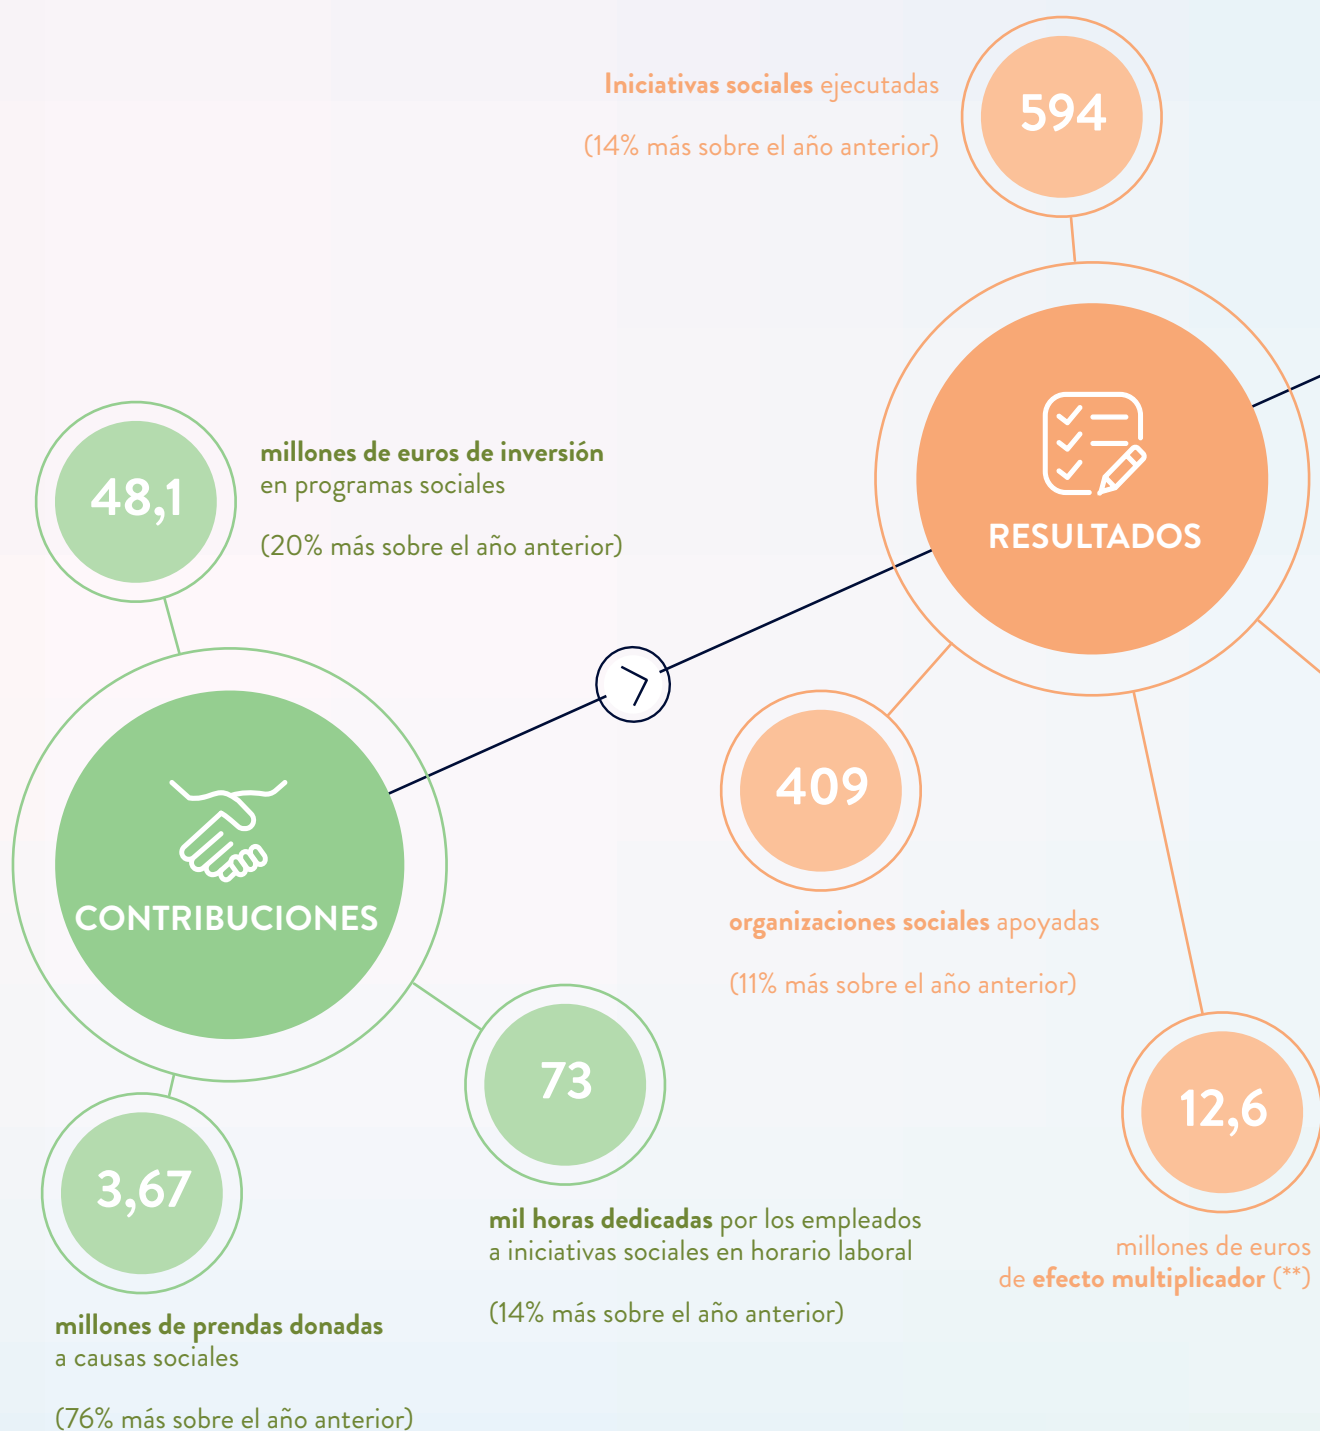 Iniciativas sociales ejecutadas
(14% más sobre el año anterior)
594
RESULTADOS
48,1
millones de euros de inversión
en programas sociales
(20% más sobre el año anterior)
CONTRIBUCIONES
409
organizaciones sociales apoyadas
(11% más sobre el año anterior)
73
mil horas dedicadas por los empleados
a iniciativas sociales en horario laboral
(14% más sobre el año anterior)
12,6
millones de euros
de efecto multiplicador (**)
3,67
millones de prendas donadas
a causas sociales
(76% más sobre el año anterior)